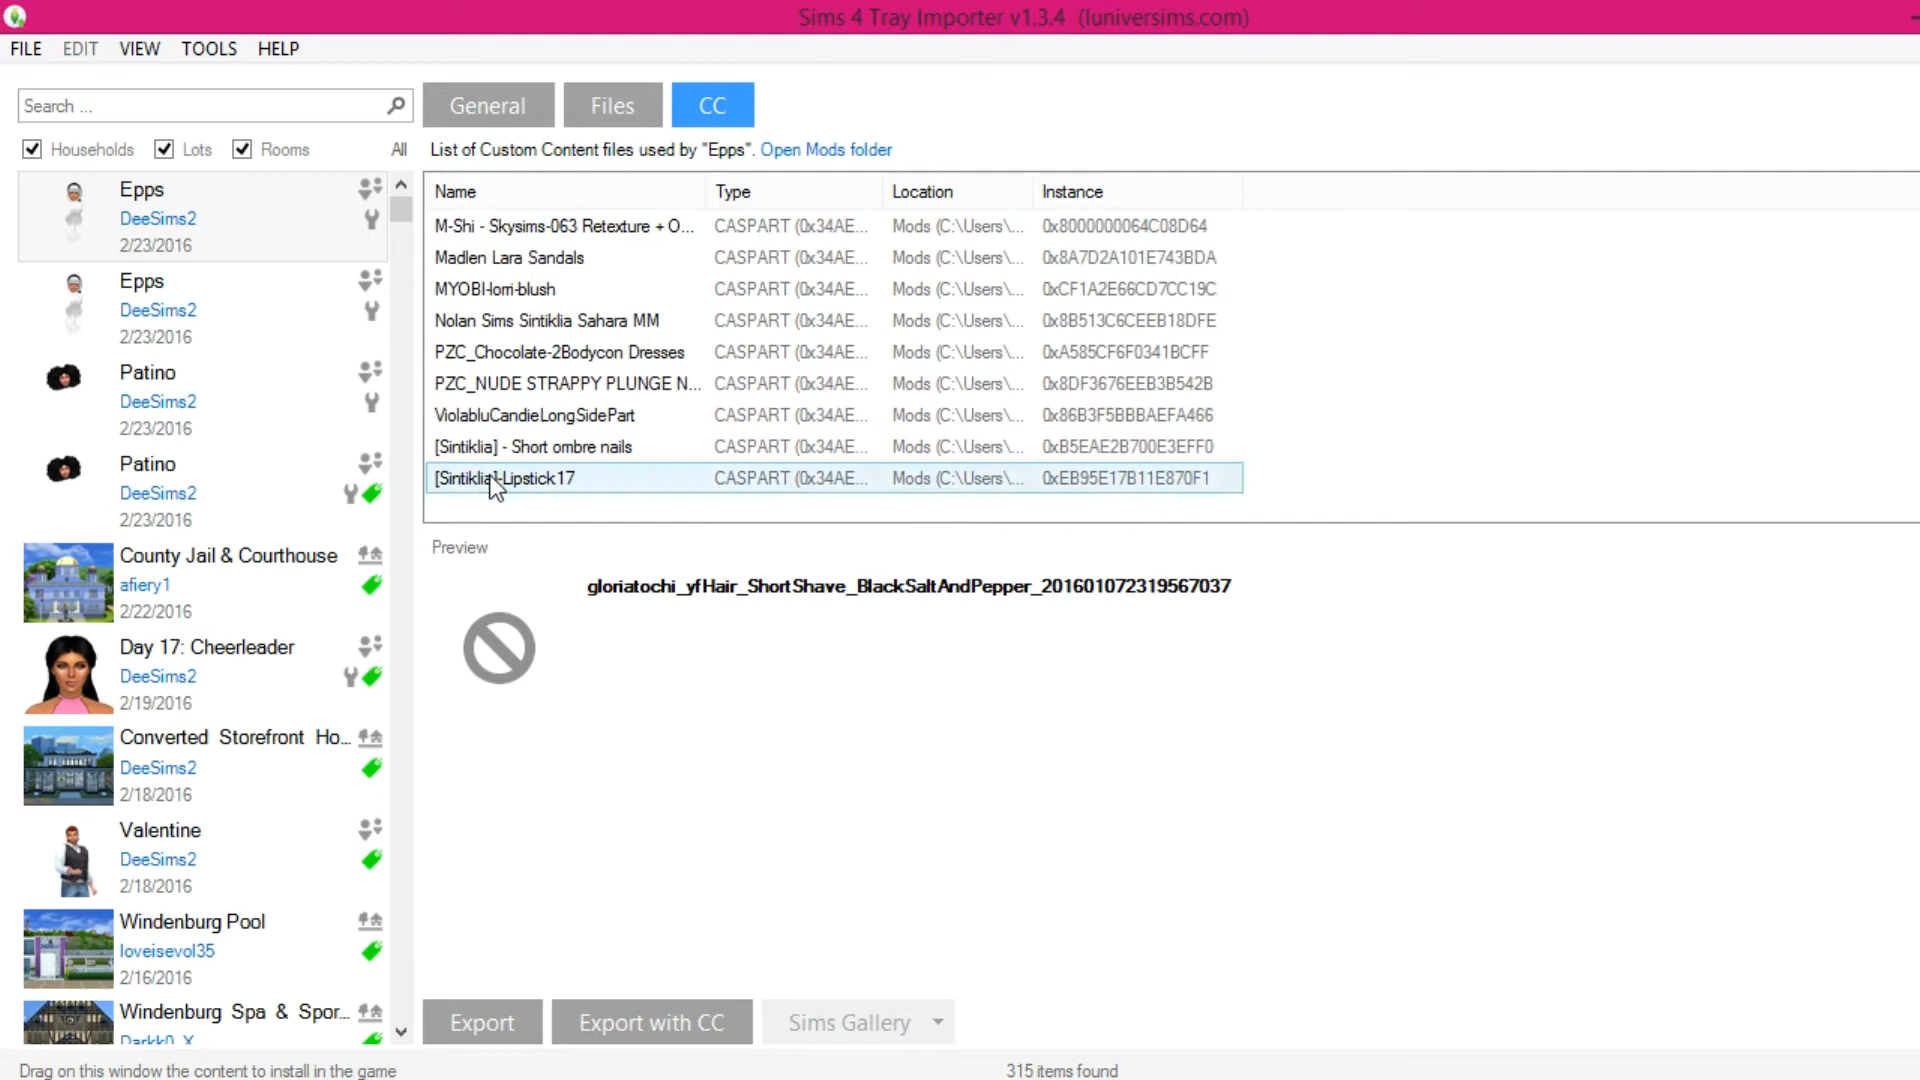 Sims 4 Tray Importer v1.3.4 (luniversims.com)
FILE EDIT VIEW TOOLS HELP
Search ...
General Files CC
Households Lots Rooms All
List of Custom Content files used by "Epps". Open Mods folder
Epps
DeeSims2
2/23/2016
Epps
DeeSims2
2/23/2016
Patino
DeeSims2
2/23/2016
Patino
DeeSims2
2/23/2016
County Jail & Courthouse
afiery1
2/22/2016
Day 17: Cheerleader
DeeSims2
2/19/2016
Converted Storefront Ho...
DeeSims2
2/18/2016
Valentine
DeeSims2
2/18/2016
Windenburg Pool
loveisevol35
2/16/2016
Windenburg Spa & Spor...
Darkk0_X
Name Type Location Instance
M-Shi - Skysims-063 Retexture + O... CASPART (0x34AE... Mods (C:\Users\... 0x8000000064C08D64
Madlen Lara Sandals CASPART (0x34AE... Mods (C:\Users\... 0x8A7D2A101E743BDA
MYOBI-lorri-blush CASPART (0x34AE... Mods (C:\Users\... 0xCF1A2E66CD7CC19C
Nolan Sims Sintiklia Sahara MM CASPART (0x34AE... Mods (C:\Users\... 0x8B513C6CEEB18DFE
PZC_Chocolate-2Bodycon Dresses CASPART (0x34AE... Mods (C:\Users\... 0xA585CF6F0341BCFF
PZC_NUDE STRAPPY PLUNGE N... CASPART (0x34AE... Mods (C:\Users\... 0x8DF3676EEB3B542B
ViolabluCandieLongSidePart CASPART (0x34AE... Mods (C:\Users\... 0x86B3F5BBBAEFA466
[Sintiklia] - Short ombre nails CASPART (0x34AE... Mods (C:\Users\... 0xB5EAE2B700E3EFF0
[Sintiklia]-Lipstick17 CASPART (0x34AE... Mods (C:\Users\... 0xEB95E17B11E870F1
Preview
gloriatochi_yfHair_ShortShave_BlackSaltAndPepper_201601072319567037
Export Export with CC Sims Gallery
Drag on this window the content to install in the game
315 items found